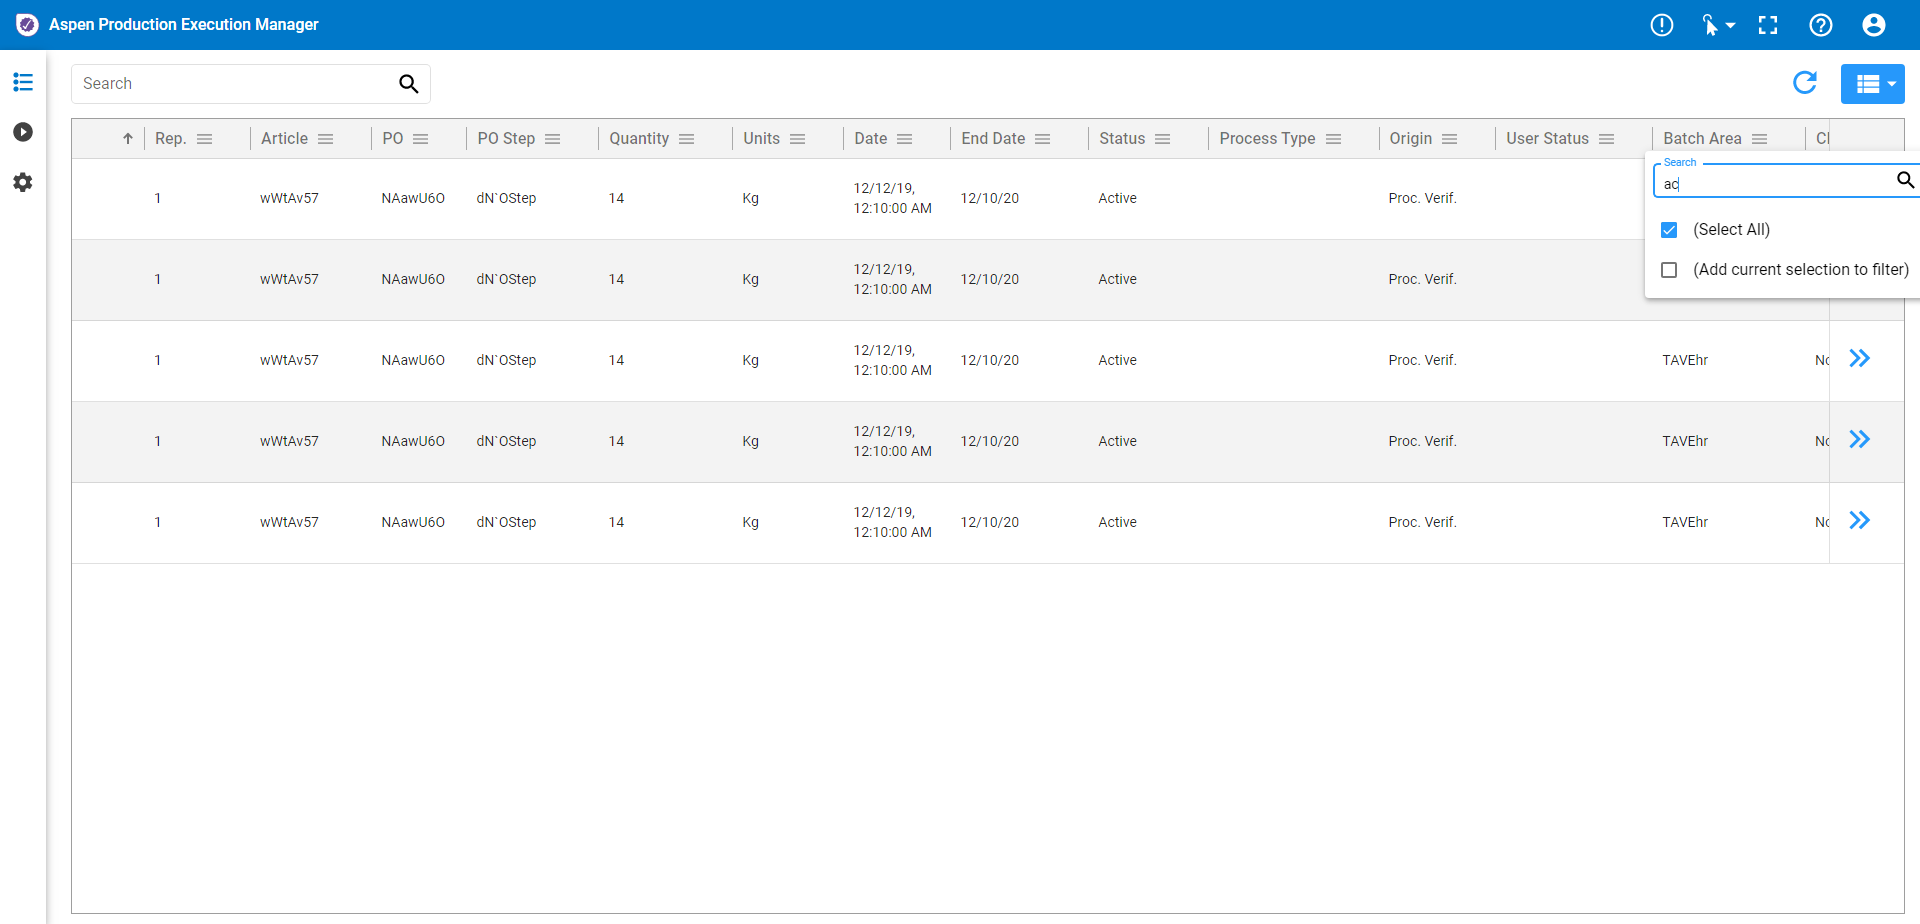 Aspen Production Execution Manager
Search
Rep. Article PO PO Step Quantity Units Date End Date Status Process Type Origin User Status Batch Area
Search
ac
(Select All)
(Add current selection to filter)
1 wWtAv57 NAawU6O dN`OStep 14 Kg 12/12/19, 12:10:00 AM 12/10/20 Active Proc. Verif.
1 wWtAv57 NAawU6O dN`OStep 14 Kg 12/12/19, 12:10:00 AM 12/10/20 Active Proc. Verif.
1 wWtAv57 NAawU6O dN`OStep 14 Kg 12/12/19, 12:10:00 AM 12/10/20 Active Proc. Verif. TAVEhr
1 wWtAv57 NAawU6O dN`OStep 14 Kg 12/12/19, 12:10:00 AM 12/10/20 Active Proc. Verif. TAVEhr
1 wWtAv57 NAawU6O dN`OStep 14 Kg 12/12/19, 12:10:00 AM 12/10/20 Active Proc. Verif. TAVEhr